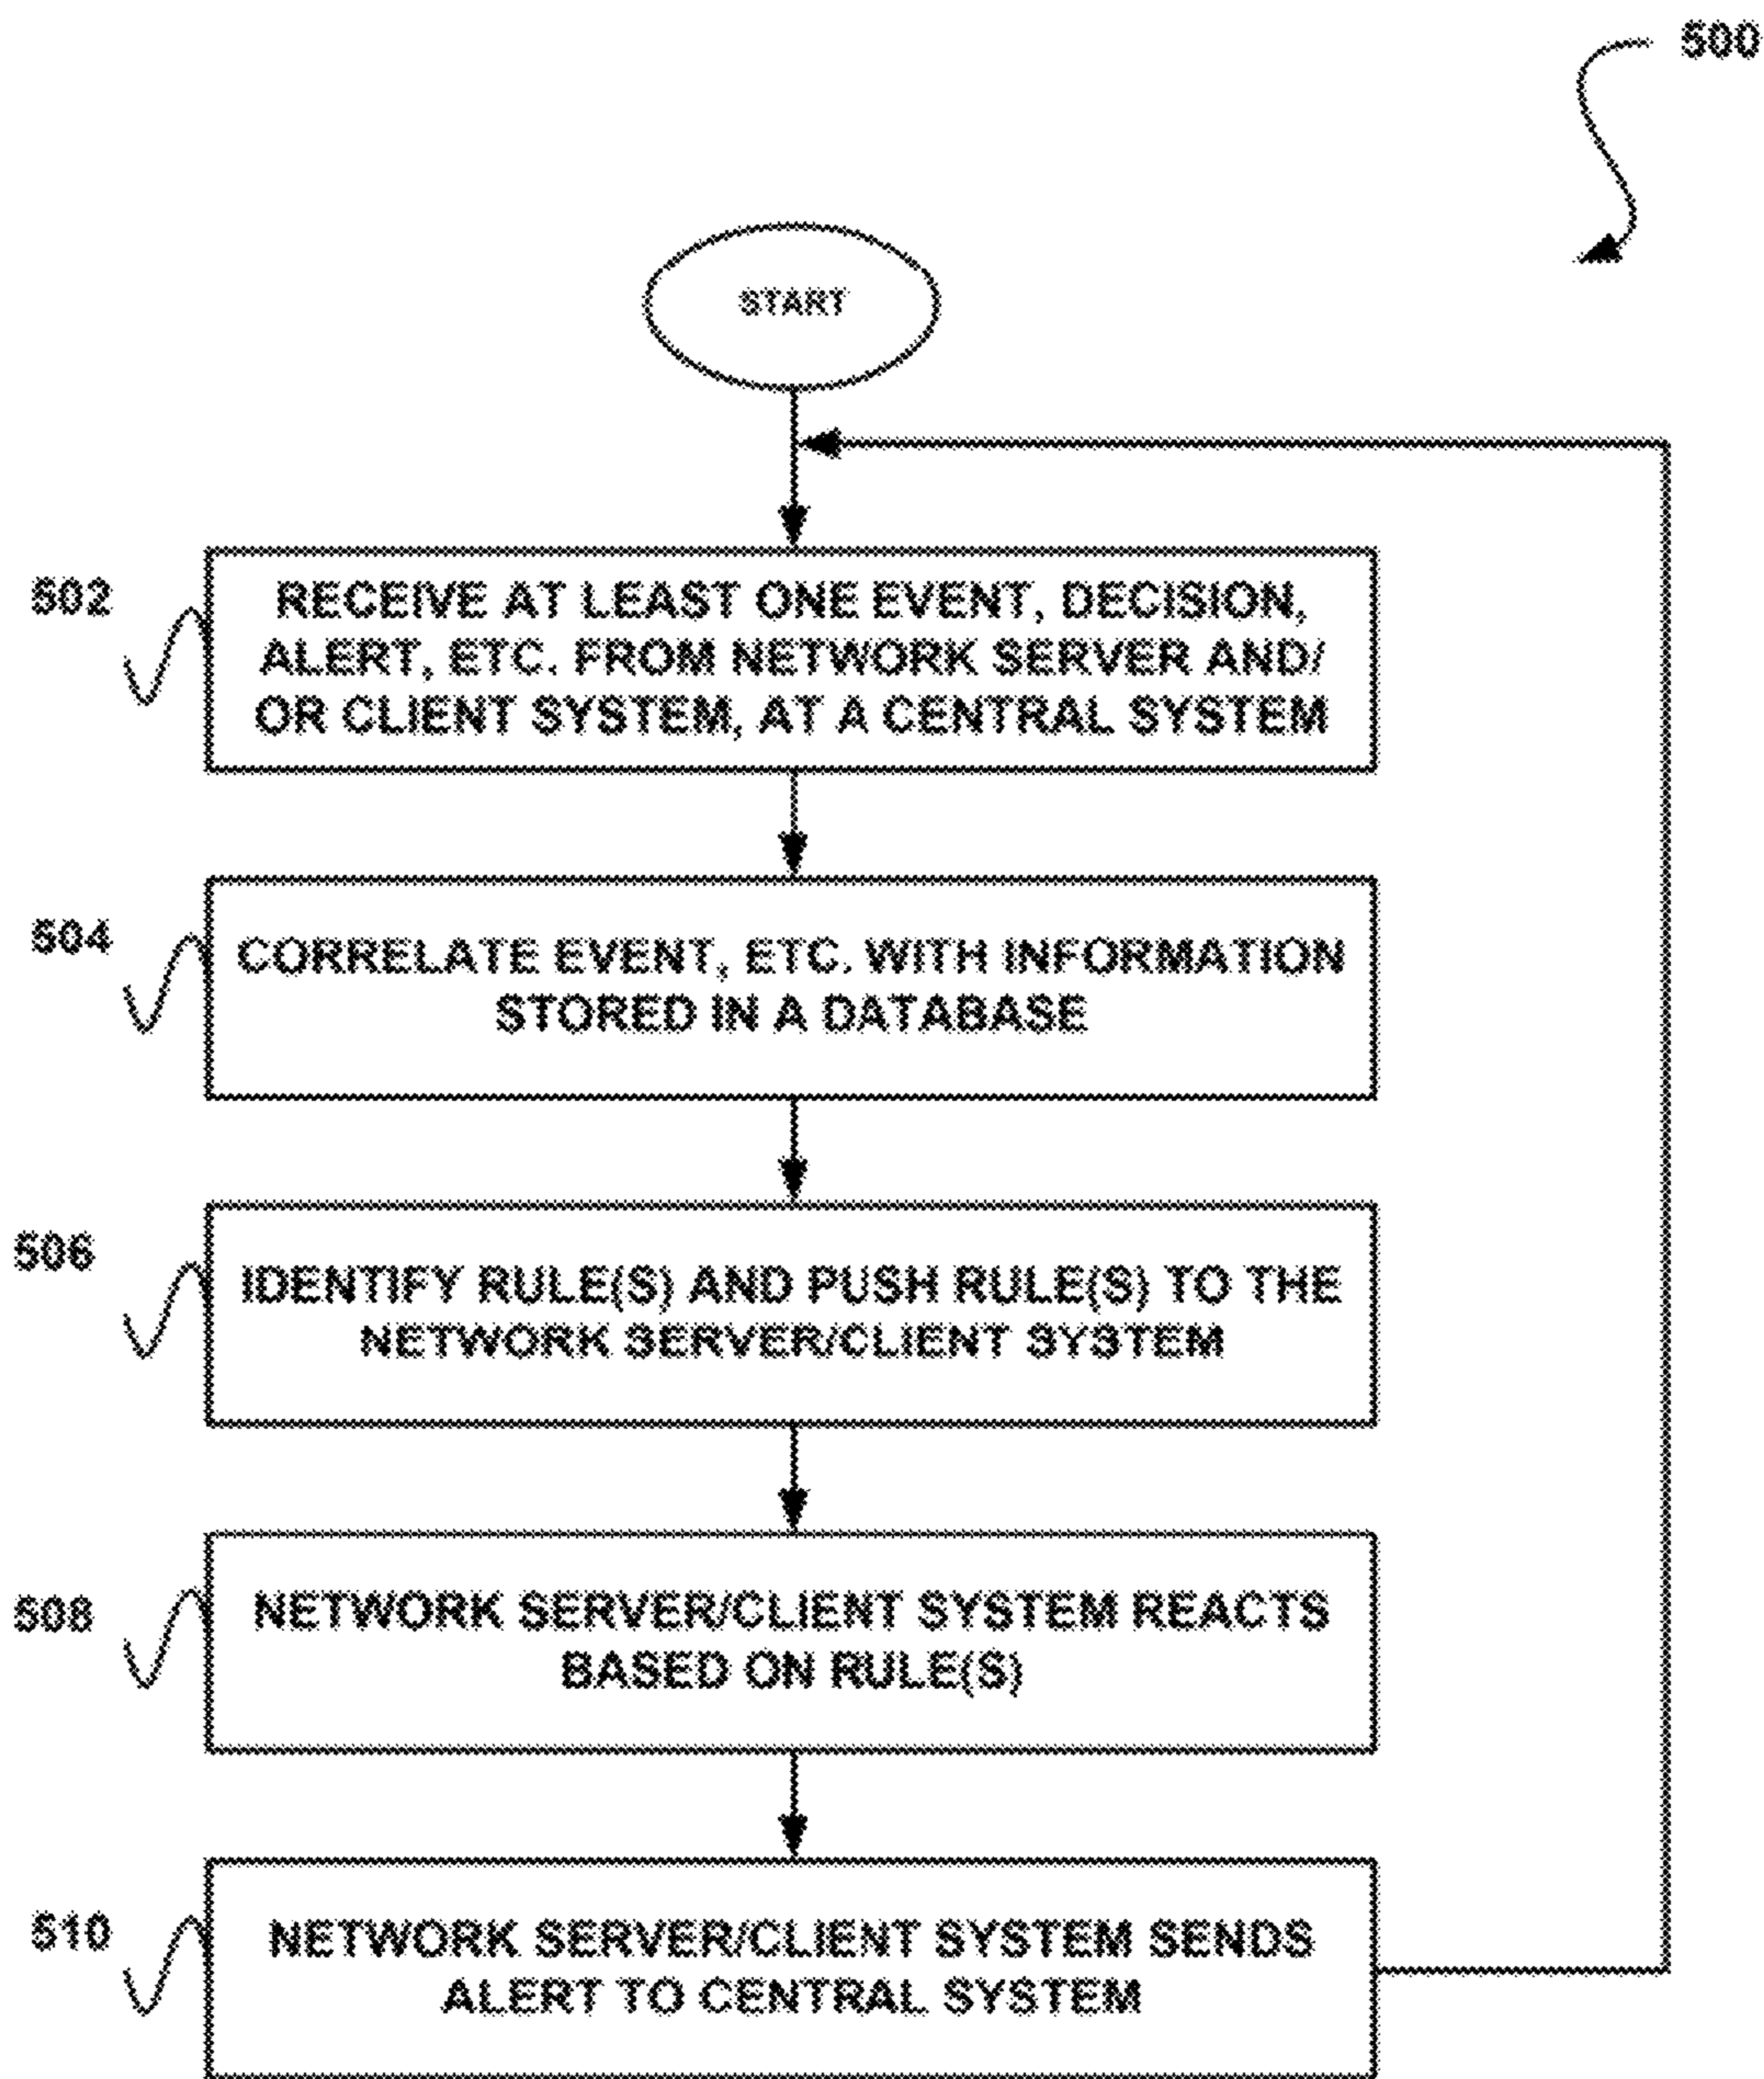 500
START
502
RECEIVE AT LEAST ONE EVENT, DECISION,
ALERT, ETC. FROM NETWORK SERVER AND/
OR CLIENT SYSTEM, AT A CENTRAL SYSTEM
504
CORRELATE EVENT, ETC. WITH INFORMATION
STORED IN A DATABASE
506
IDENTIFY RULE(S) AND PUSH RULE(S) TO THE
NETWORK SERVER/CLIENT SYSTEM
508
NETWORK SERVER/CLIENT SYSTEM REACTS
BASED ON RULE(S)
510
NETWORK SERVER/CLIENT SYSTEM SENDS
ALERT TO CENTRAL SYSTEM